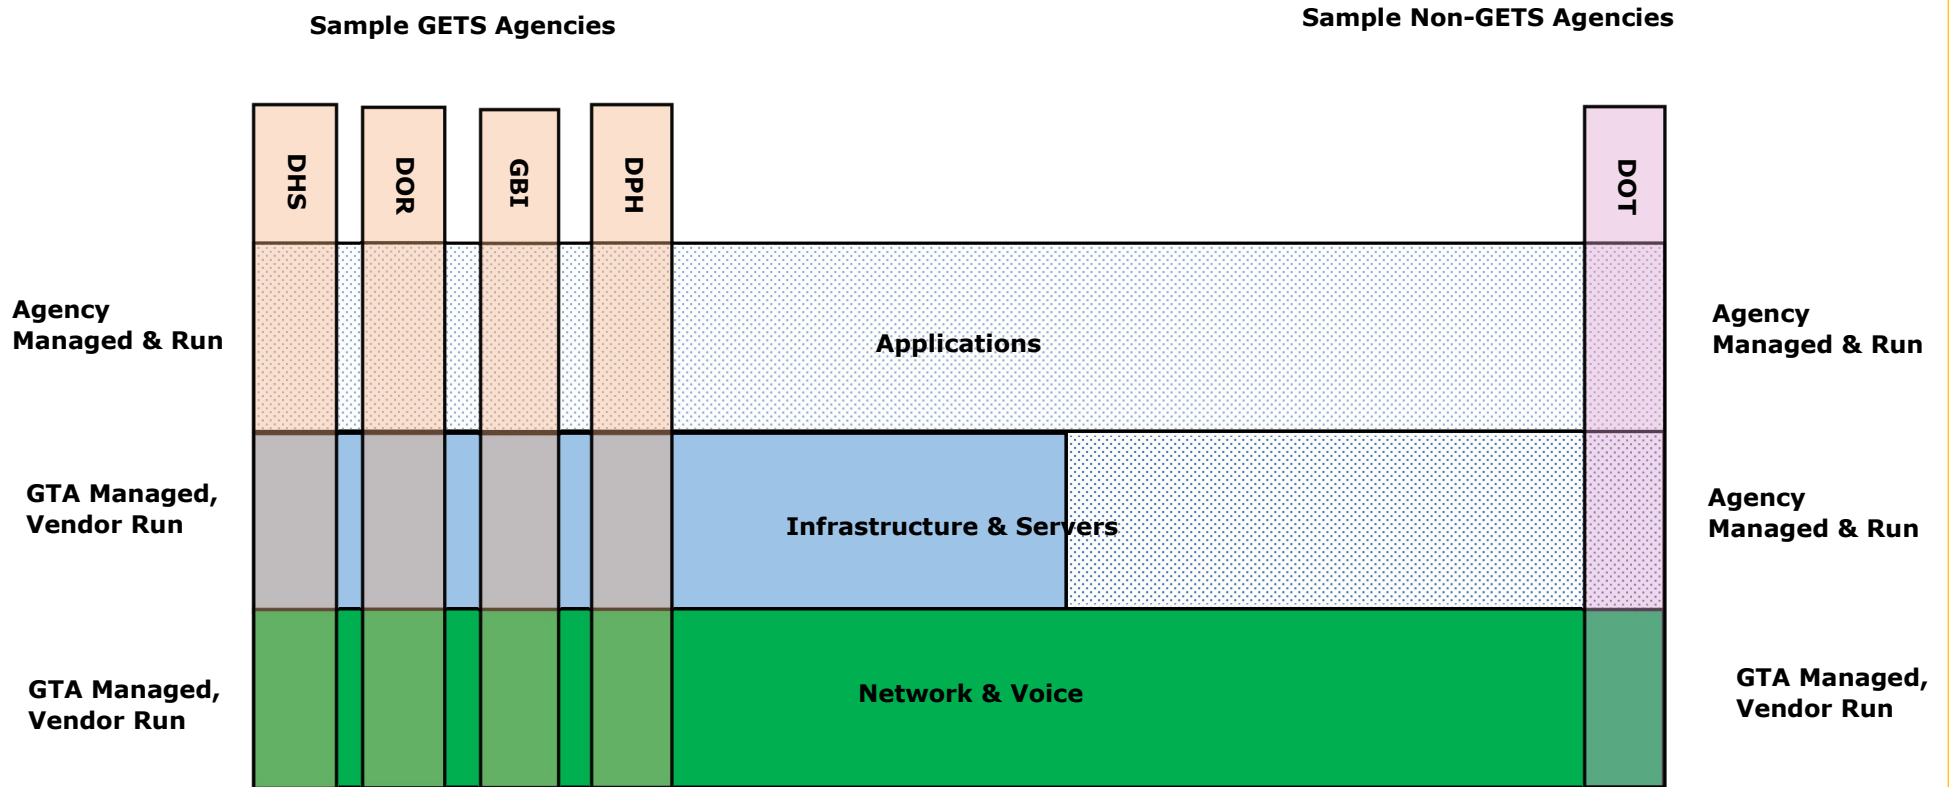 Sample GETS Agencies
Sample Non-GETS Agencies
DHS
DOR
GBI
DPH
DOT
Agency
Managed & Run
Applications
Agency
Managed & Run
GTA Managed,
Vendor Run
Infrastructure & Servers
Agency
Managed & Run
GTA Managed,
Vendor Run
Network & Voice
GTA Managed,
Vendor Run